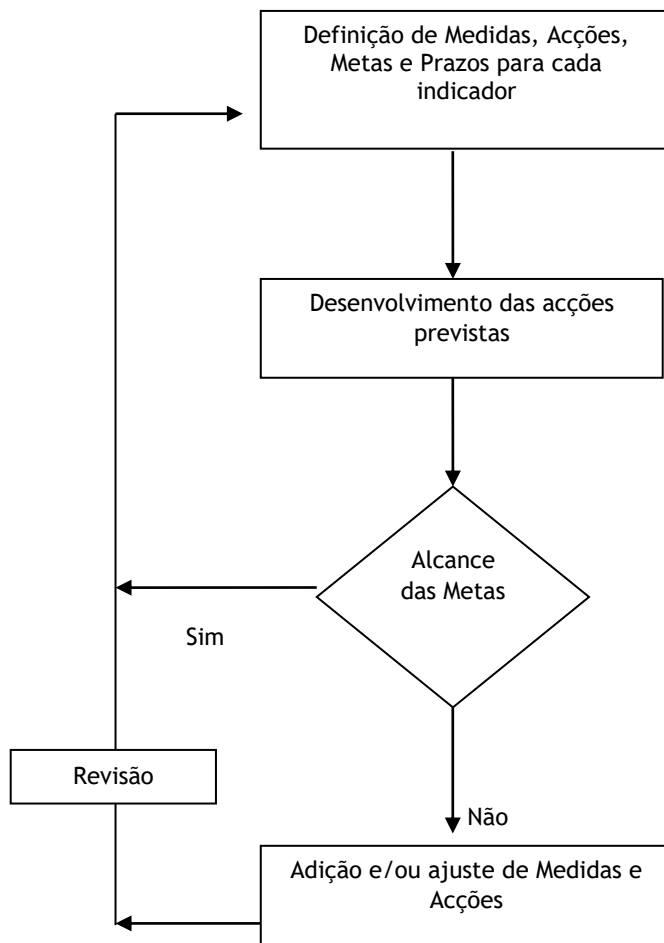 Definição de Medidas, Acções,
Metas e Prazos para cada
indicador
Desenvolvimento das acções
previstas
Alcance
das Metas
Sim
Revisão
Não
Adição e/ou ajuste de Medidas e
Acções